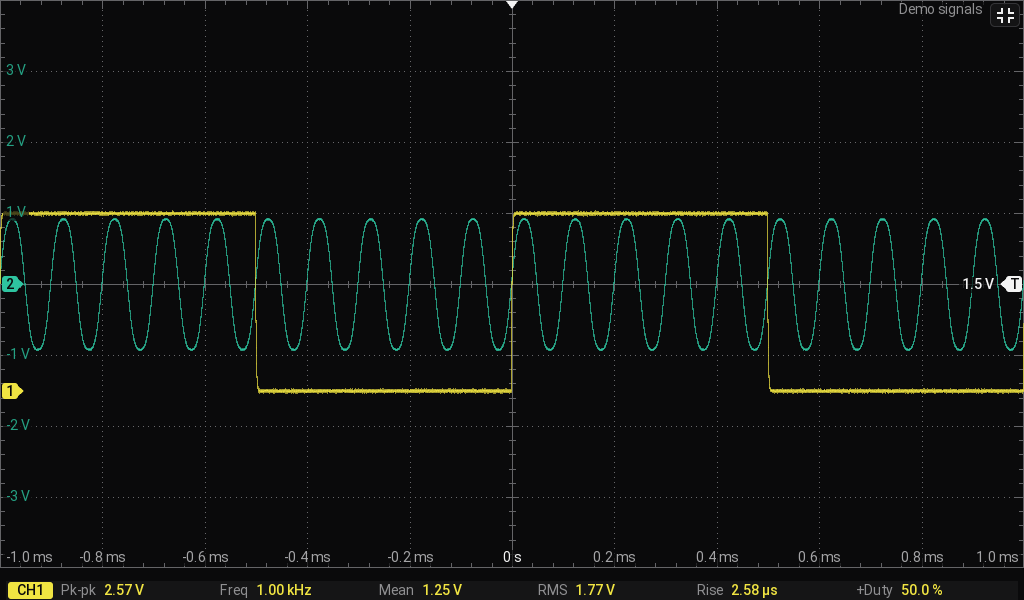 Demo signals
3 V
2 V
1 V
2
1.5 V T
-1 V
1
-2 V
-3 V
-1.0 ms -0.8 ms -0.6 ms -0.4 ms -0.2 ms 0 s 0.2 ms 0.4 ms 0.6 ms 0.8 ms 1.0 ms
CH1 Pk-pk 2.57 V Freq 1.00 kHz Mean 1.25 V RMS 1.77 V Rise 2.58 µs +Duty 50.0 %